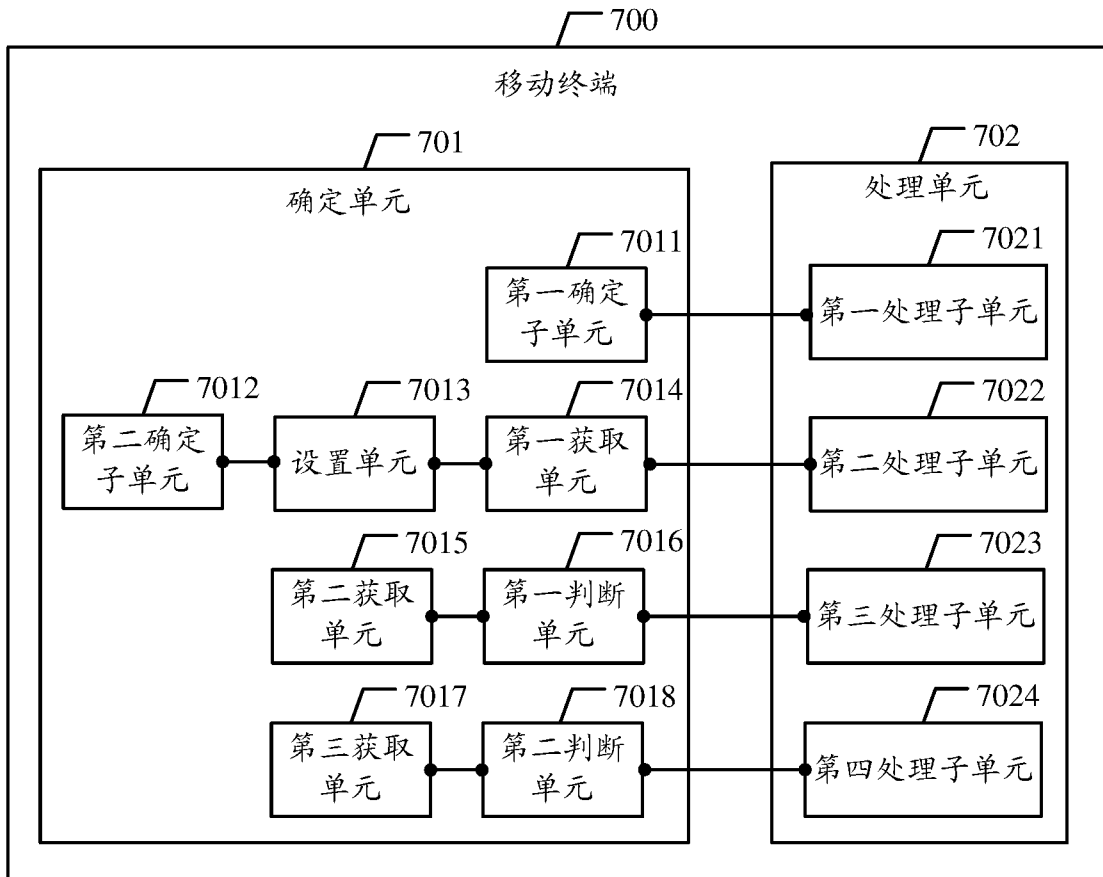 700
移动终端
701
702
确定单元
处理单元
7011
7021
第一确定
子单元
第一处理子单元
7012
7013
7014
7022
第二确定
子单元
设置单元
第一获取
单元
第二处理子单元
7015
7016
7023
第二获取
单元
第一判断
单元
第三处理子单元
7017
7018
7024
第三获取
单元
第二判断
单元
第四处理子单元